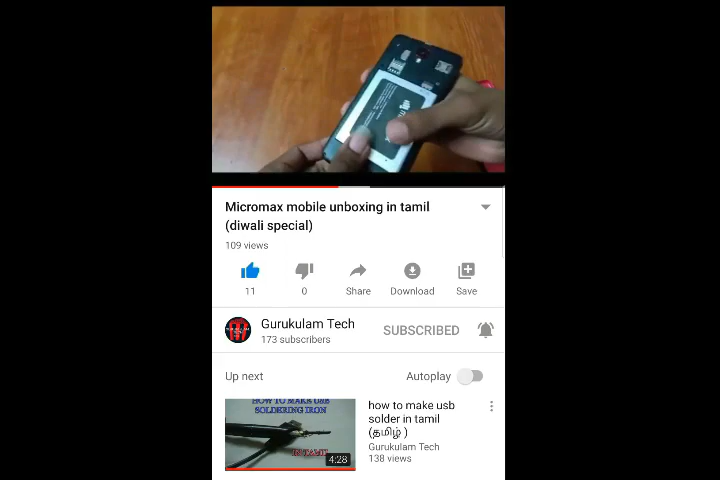 Micromax mobile unboxing in tamil
(diwali special)
109 views
11
0
Share
Download
Save
Gurukulam Tech
173 subscribers
SUBSCRIBED
Up next
Autoplay
HOW TO MAKE USB
SOLDERING IRON
IN TAMIL
4:28
how to make usb
solder in tamil
(தமிழ் )
Gurukulam Tech
138 views